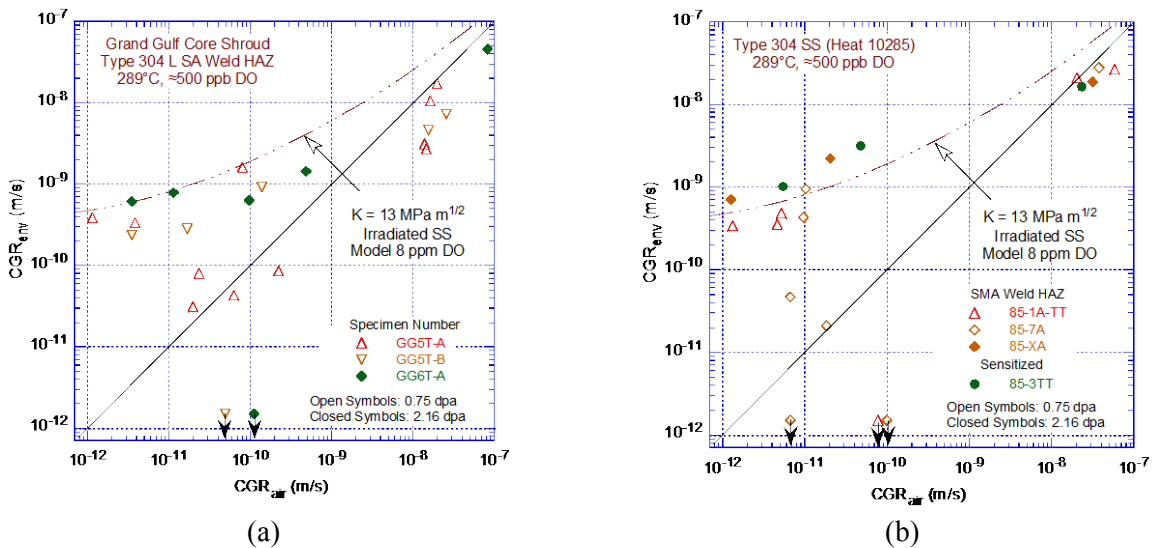 Grand Gulf Core Shroud
Type 304 L SA Weld HAZ
289°C, ≈500 ppb DO
K = 13 MPa m1/2
Irradiated SS
Model 8 ppm DO
Specimen Number
GG5T-A
GG5T-B
GG6T-A
Open Symbols: 0.75 dpa
Closed Symbols: 2.16 dpa
10-7
10-8
10-9
10-10
10-11
10-12
CGRenv (m/s)
10-12 10-11 10-10 10-9 10-8 10-7
CGRair (m/s)
(a)
Type 304 SS (Heat 10285)
289°C, ≈500 ppb DO
K = 13 MPa m1/2
Irradiated SS
Model 8 ppm DO
SMA Weld HAZ
85-1A-TT
85-7A
85-XA
Sensitized
85-3TT
Open Symbols: 0.75 dpa
Closed Symbols: 2.16 dpa
10-7
10-8
10-9
10-10
10-11
10-12
CGRenv (m/s)
10-12 10-11 10-10 10-9 10-8 10-7
CGRair (m/s)
(b)